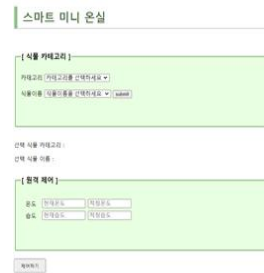 스마트 미니 온실
[ 식물 카테고리 ]
카테고리 카테고리를 선택하세요
식물이름 식물이름을 선택하세요 submit
선택 식물 카테고리 :
선택 식물 이름 :
[ 원격 제어 ]
온도 현재온도 적정온도
습도 현재습도 적정습도
제어하기